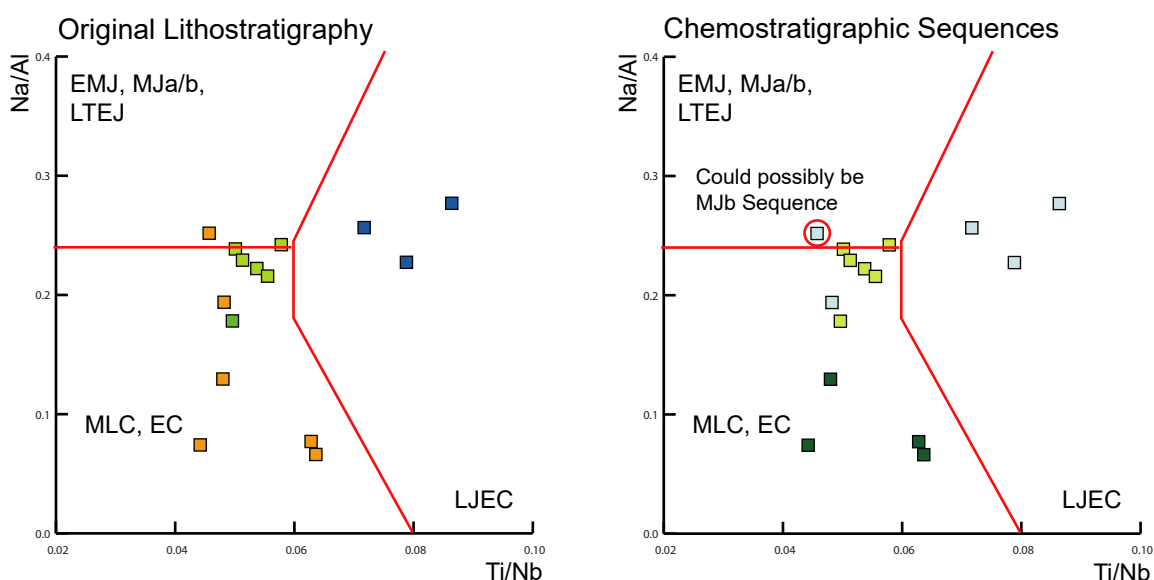 Original Lithostratigraphy
Na/Al
0.4
0.3
0.2
0.1
0.0
EMJ, MJa/b,
LTEJ
MLC, EC
LJEC
0.02
0.04
0.06
0.08
0.10
Ti/Nb
Chemostratigraphic Sequences
Na/Al
0.4
0.3
0.2
0.1
0.0
EMJ, MJa/b,
LTEJ
Could possibly be
MJb Sequence
MLC, EC
LJEC
0.02
0.04
0.06
0.08
0.10
Ti/Nb